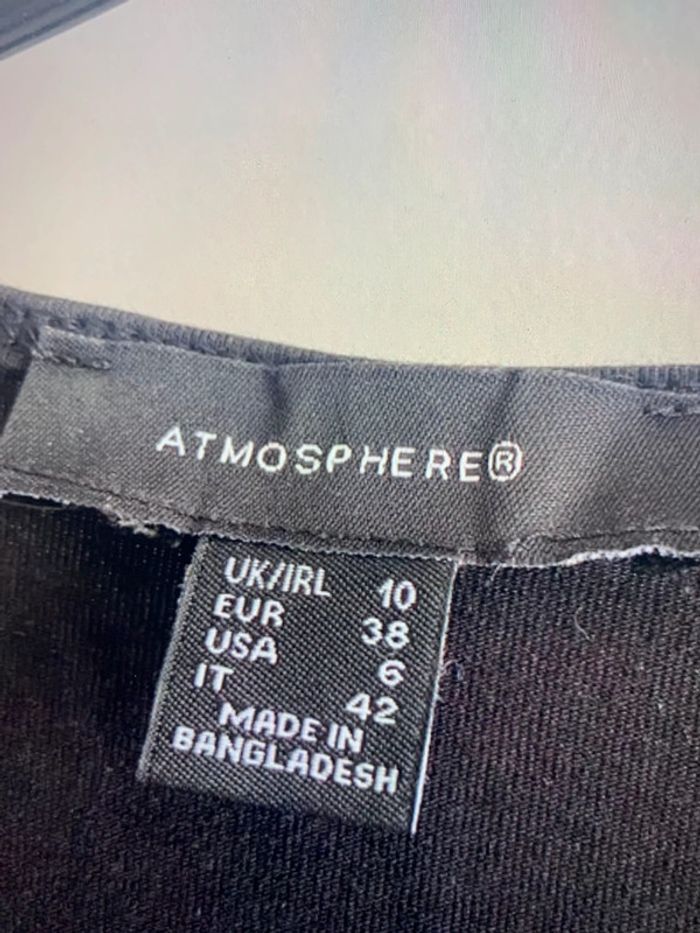 ATMOSPHERE®
UK/IRL 10
EUR 38
USA 6
IT 42
MADE IN
BANGLADESH